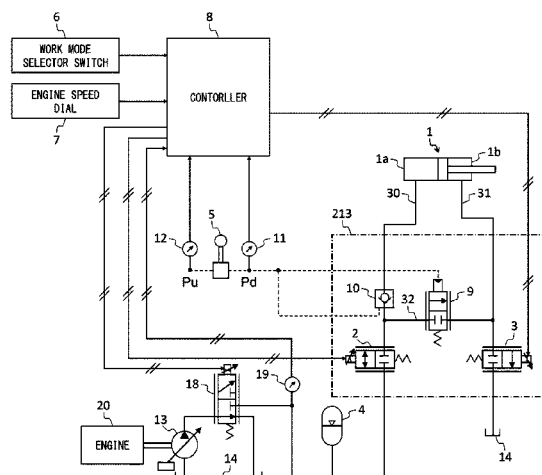 6
8
WORK MODE
SELECTOR SWITCH
CONTORLLER
ENGINE SPEED
DIAL
7
1
1a
1b
30
31
5
213
12
11
Pu
Pd
10
32
9
2
3
18
19
20
13
4
ENGINE
14
14